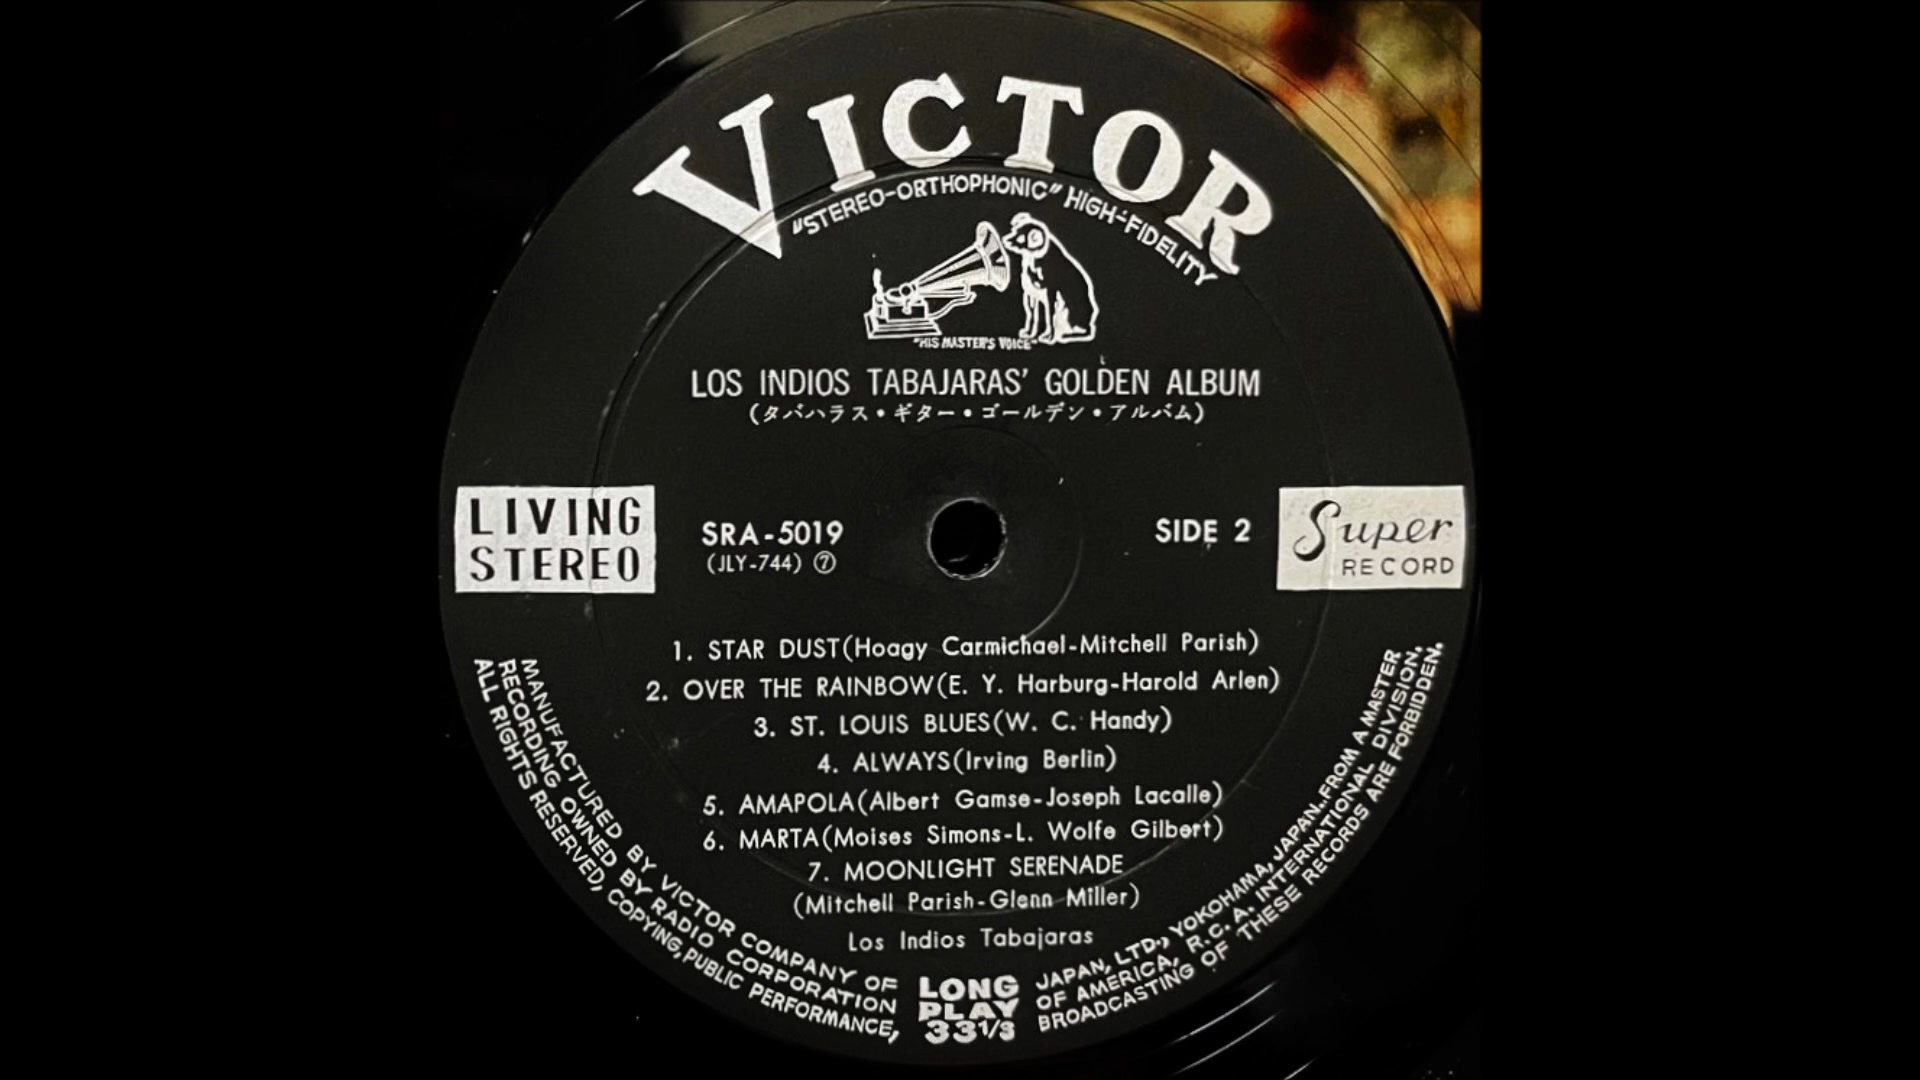 VICTOR
"STEREO-ORTHOPHONIC" HIGH-FIDELITY
"HIS MASTER'S VOICE"
LOS INDIOS TABAJARAS' GOLDEN ALBUM
(タバハラス・ギター・ゴールデン・アルバム)
LIVING
STEREO
SRA-5019
(JLY-744) ⑦
SIDE 2
Super
RECORD
1. STAR DUST(Hoagy Carmichael-Mitchell Parish)
2. OVER THE RAINBOW(E. Y. Harburg-Harold Arlen)
3. ST. LOUIS BLUES(W. C. Handy)
4. ALWAYS(Irving Berlin)
5. AMAPOLA(Albert Gamse-Joseph Lacalle)
6. MARTA(Moises Simons-L. Wolfe Gilbert)
7. MOONLIGHT SERENADE
(Mitchell Parish-Glenn Miller)
Los Indios Tabajaras
MANUFACTURED BY VICTOR COMPANY OF JAPAN, LTD., YOKOHAMA, JAPAN..FROM A MASTER
RECORDING OWNED BY RADIO CORPORATION OF AMERICA, R.C.A. INTERNATIONAL DIVISION,
ALL RIGHTS RESERVED, COPYING, PUBLIC PERFORMANCE, BROADCASTING OF THESE RECORDS ARE FORBIDDEN.
LONG
PLAY
33 1/3